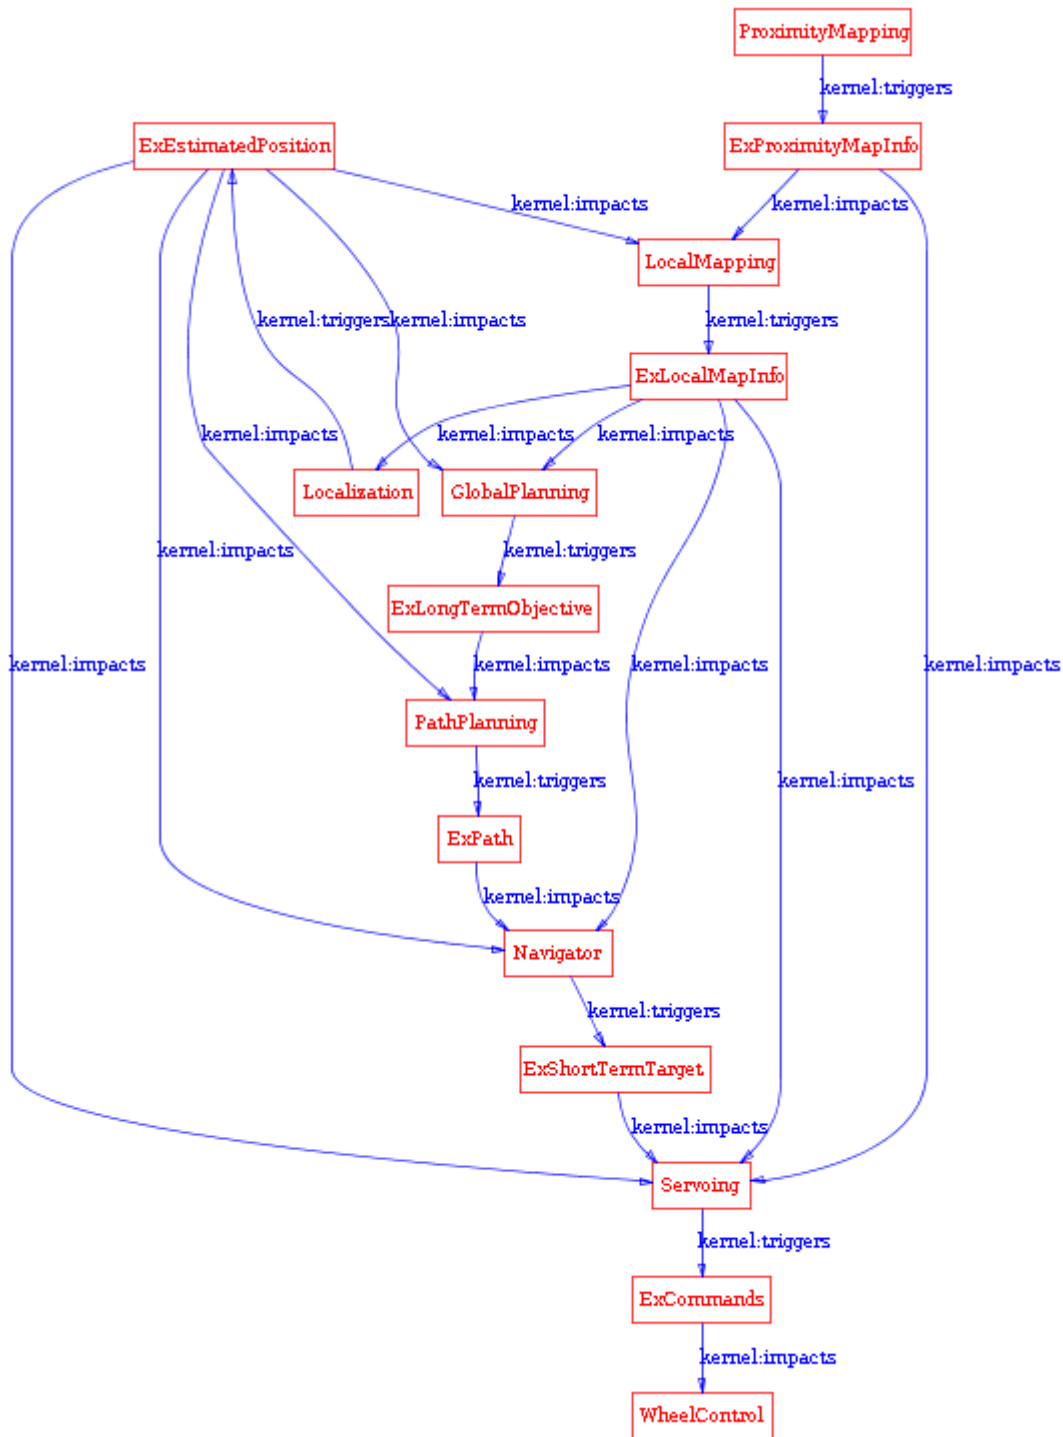 ProximityMapping
kernel:triggers
ExEstimatedPosition
ExProximityMapInfo
kernel:impacts
kernel:impacts
LocalMapping
kernel:triggers
kernel:impacts
kernel:triggers
ExLocalMapInfo
kernel:impacts
kernel:impacts
kernel:impacts
Localization
GlobalPlanning
kernel:impacts
kernel:triggers
ExLongTermObjective
kernel:impacts
kernel:impacts
kernel:impacts
kernel:impacts
PathPlanning
kernel:triggers
kernel:impacts
ExPath
kernel:impacts
Navigator
kernel:triggers
ExShortTermTarget
kernel:impacts
Servoing
kernel:triggers
ExCommands
kernel:impacts
WheelControl